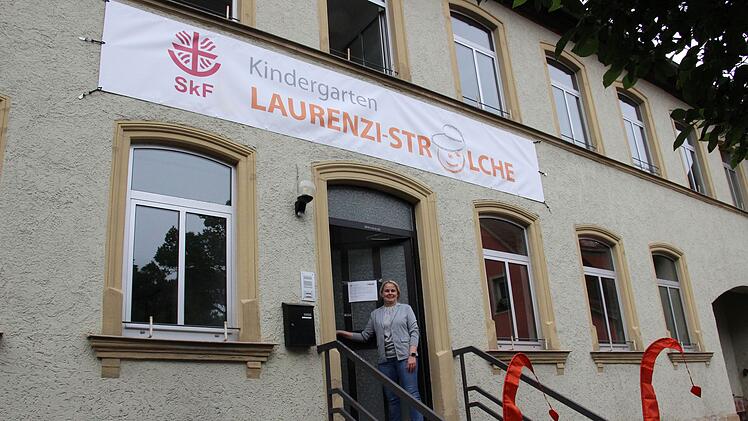 SkF
Kindergarten
LAURENZI-STROLCHE